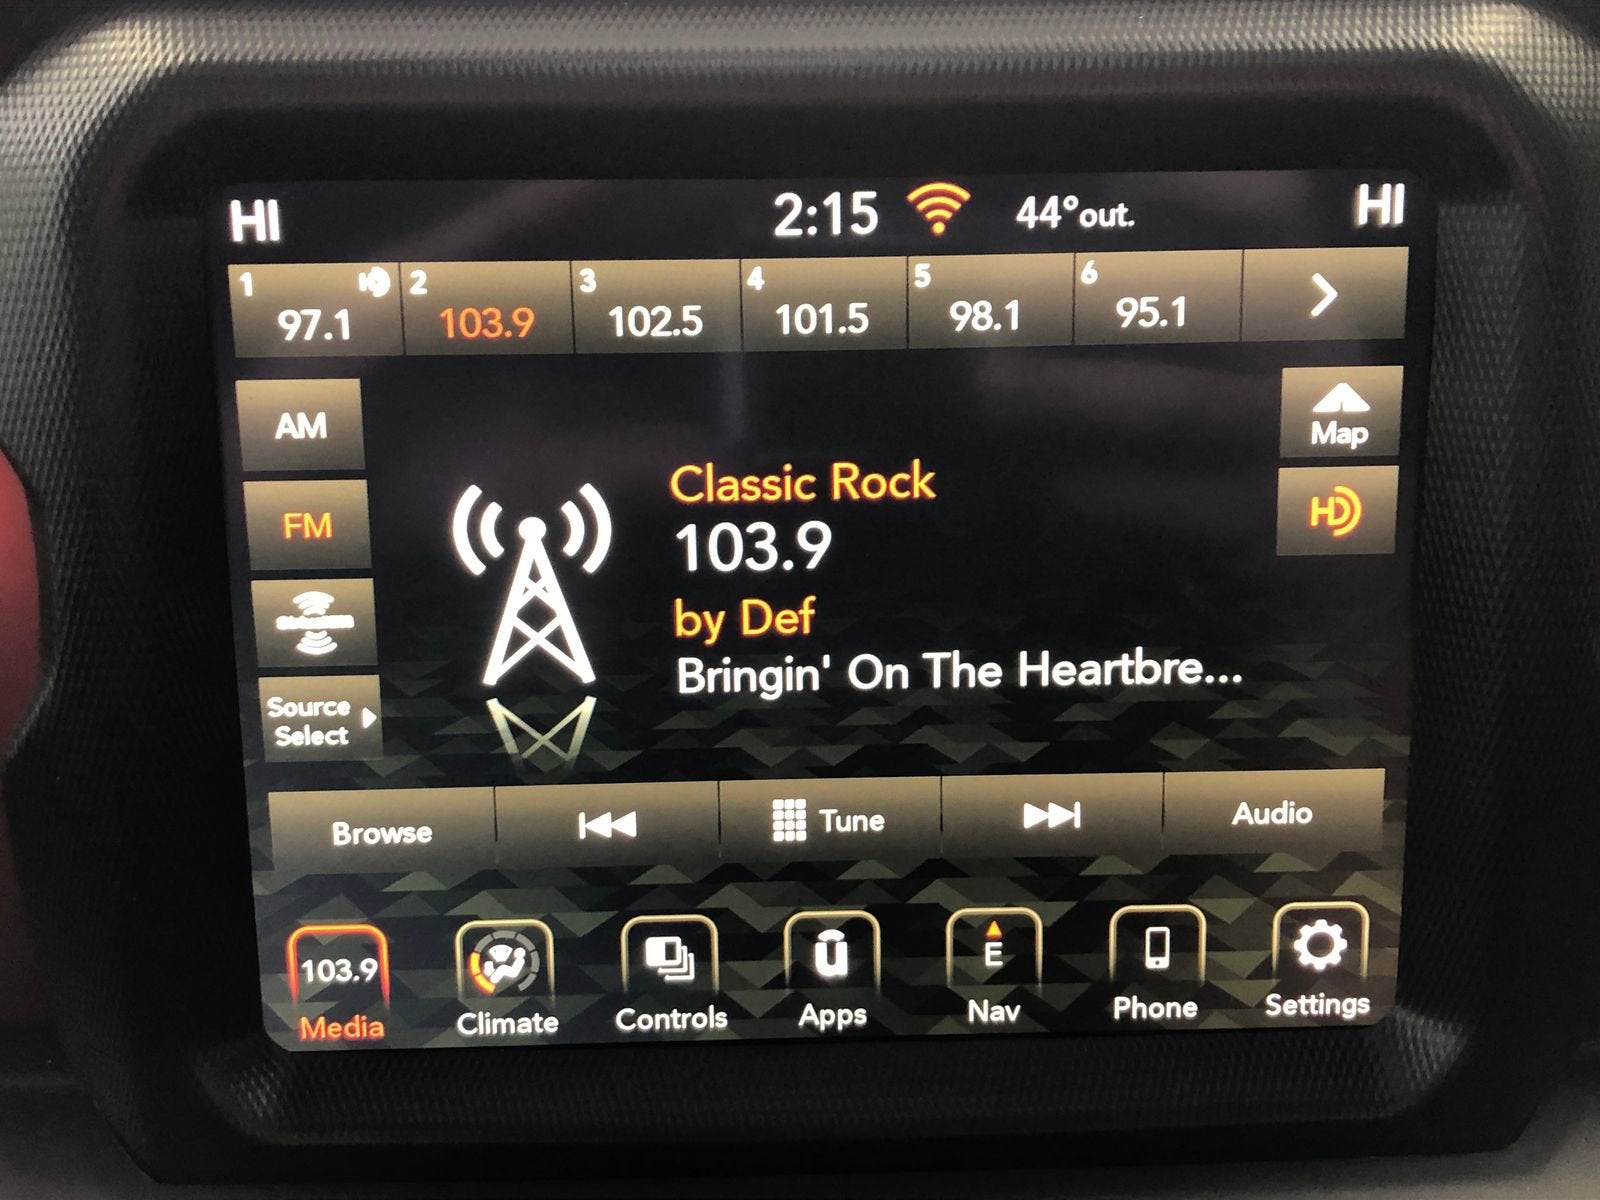 HI 2:15 44°out. HI
1 HD 2 3 4 5 6
97.1 103.9 102.5 101.5 98.1 95.1
AM
Map
Classic Rock
FM
103.9
HD
by Def
Bringin' On The Heartbre...
Source
Select
Browse Tune Audio
103.9 E
Media Climate Controls Apps Nav Phone Settings